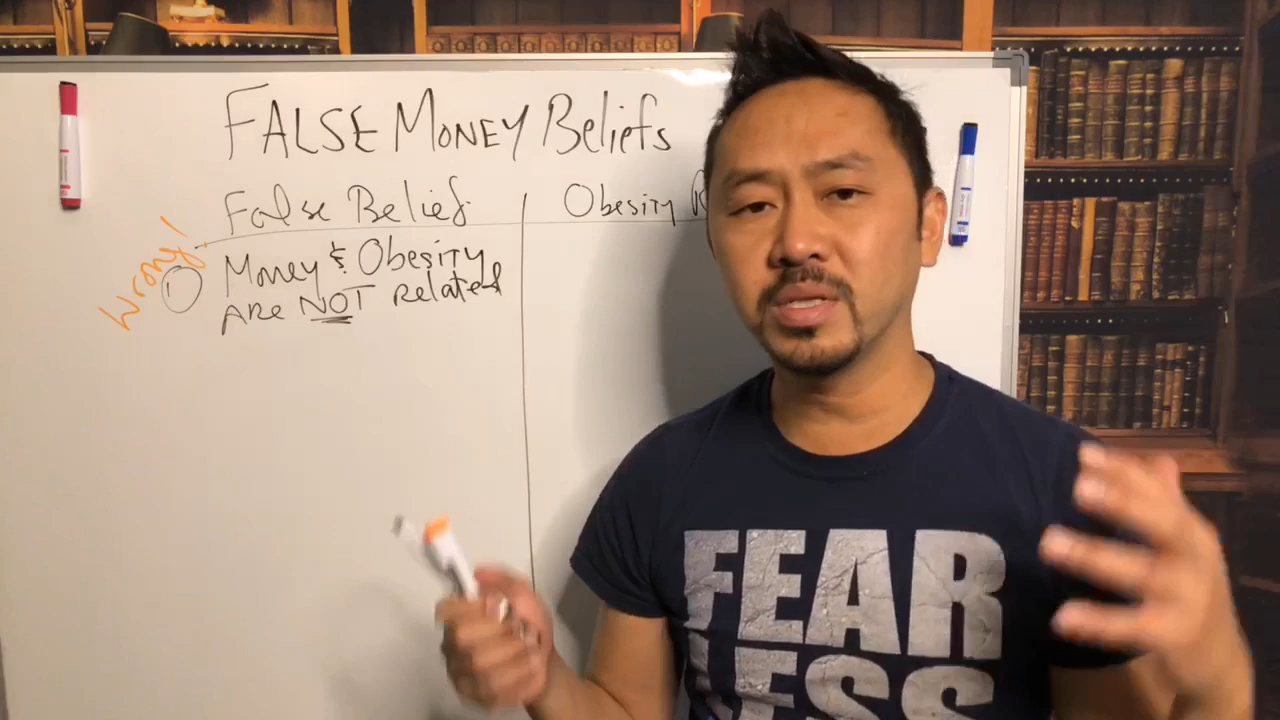 FALSE MONEY Beliefs
False Belief
Obesity R
Wrong!
1 Money & Obesity
ARE NOT Related
FEAR
LESS